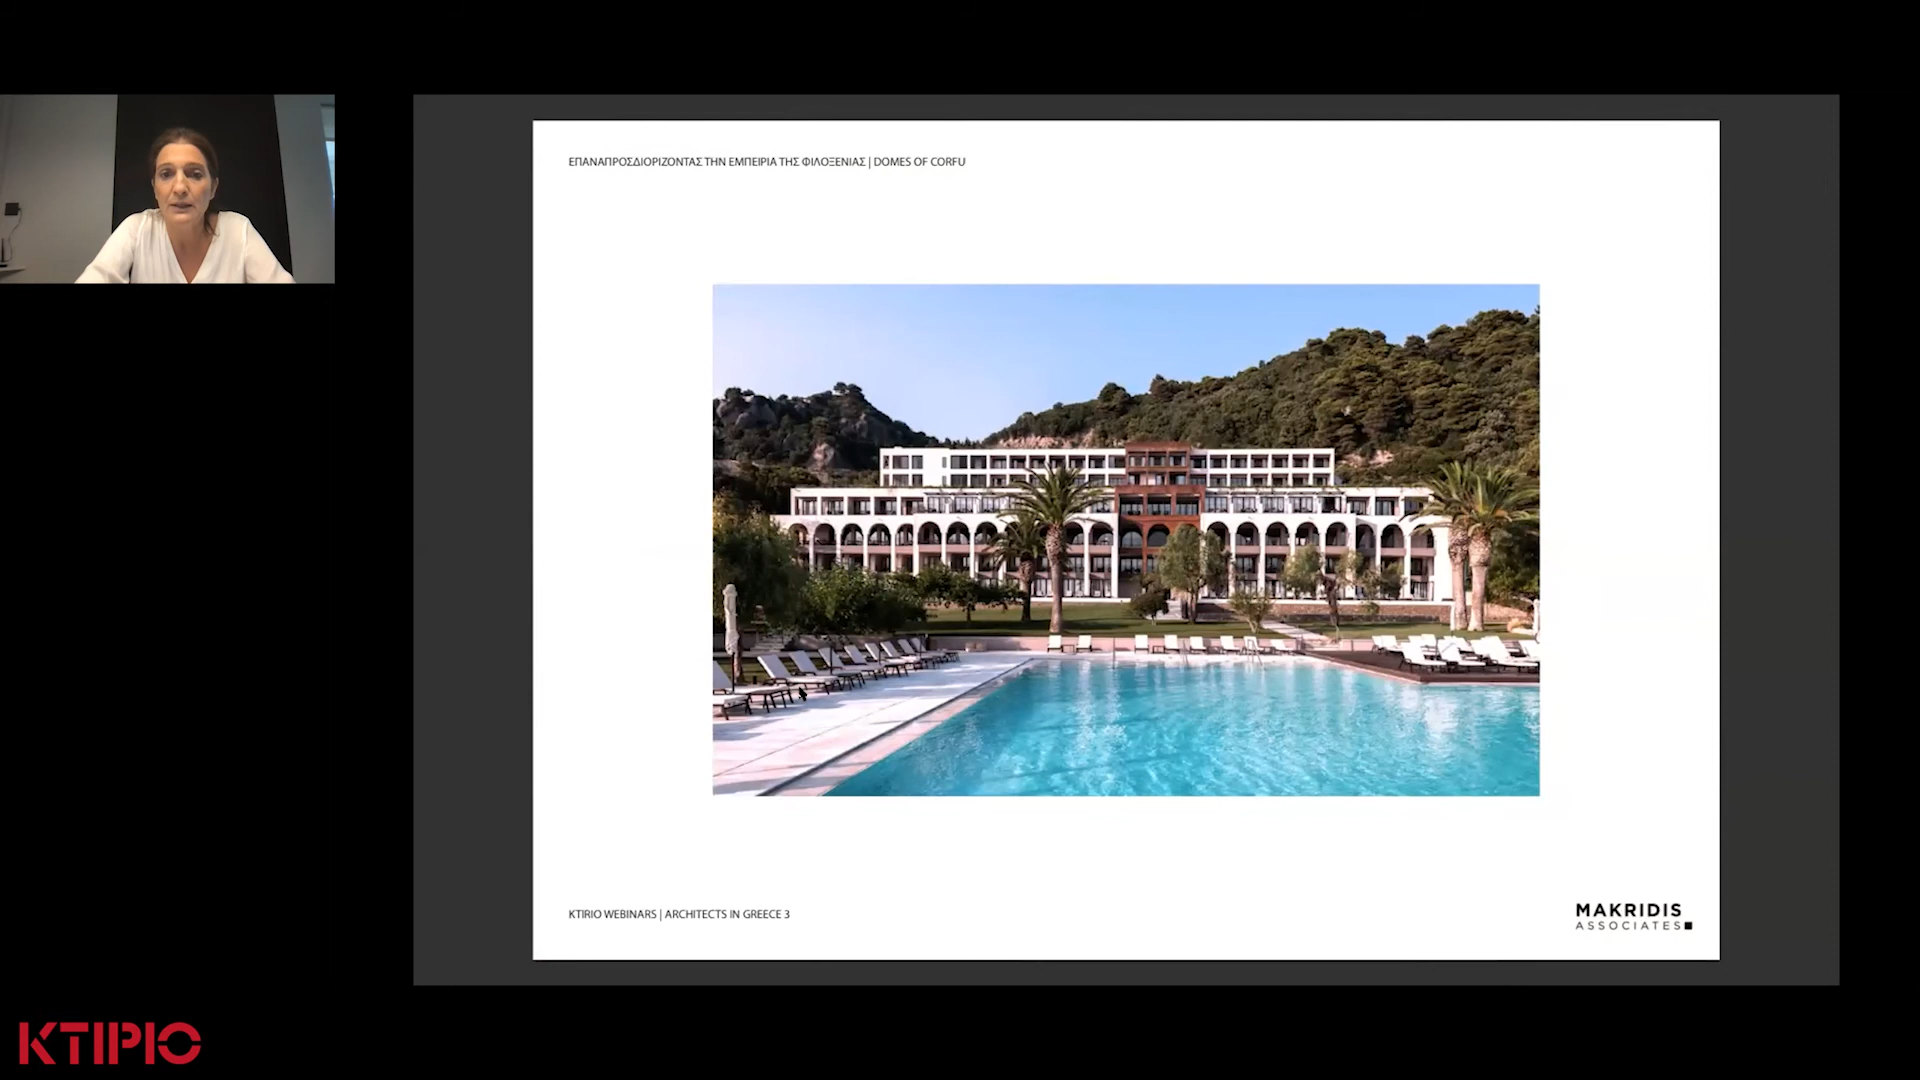 ΕΠΑΝΑΠΡΟΣΔΙΟΡΙΖΟΝΤΑΣ ΤΗΝ ΕΜΠΕΙΡΙΑ ΤΗΣ ΦΙΛΟΞΕΝΙΑΣ | DOMES OF CORFU
KTIRIO WEBINARS | ARCHITECTS IN GREECE 3
MAKRIDIS
ASSOCIATES
ΚΤΙΡΙΟ